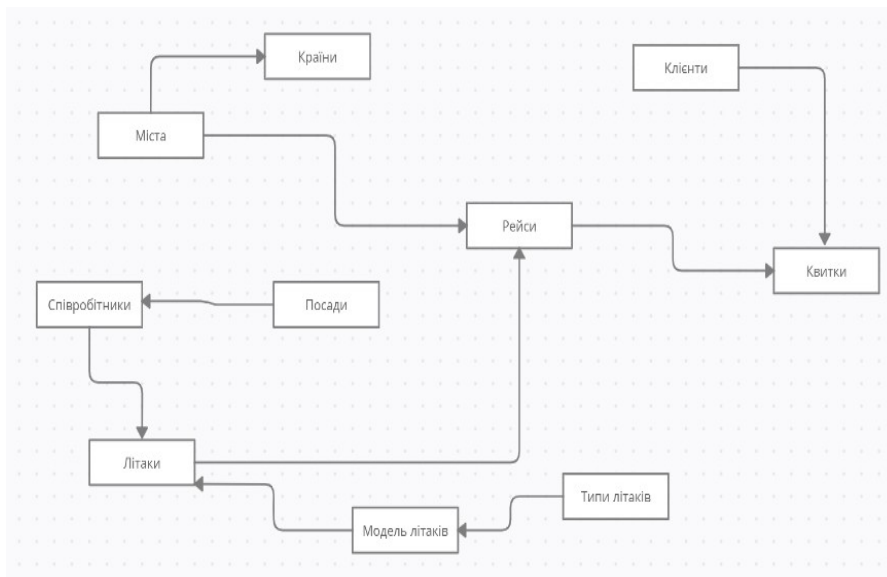 Країни
Клієнти
Міста
Рейси
Квитки
Співробітники
Посади
Літаки
Типи літаків
Модель літаків